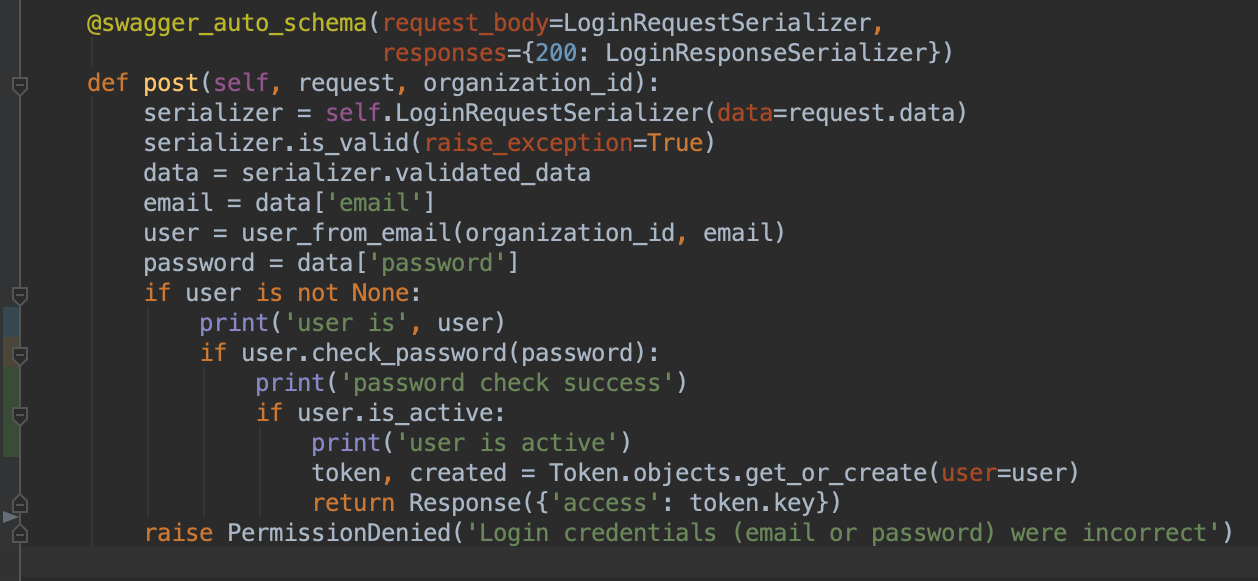 @swagger_auto_schema(request_body=LoginRequestSerializer,
                     responses={200: LoginResponseSerializer})
def post(self, request, organization_id):
    serializer = self.LoginRequestSerializer(data=request.data)
    serializer.is_valid(raise_exception=True)
    data = serializer.validated_data
    email = data['email']
    user = user_from_email(organization_id, email)
    password = data['password']
    if user is not None:
        print('user is', user)
        if user.check_password(password):
            print('password check success')
            if user.is_active:
                print('user is active')
                token, created = Token.objects.get_or_create(user=user)
                return Response({'access': token.key})
    raise PermissionDenied('Login credentials (email or password) were incorrect')